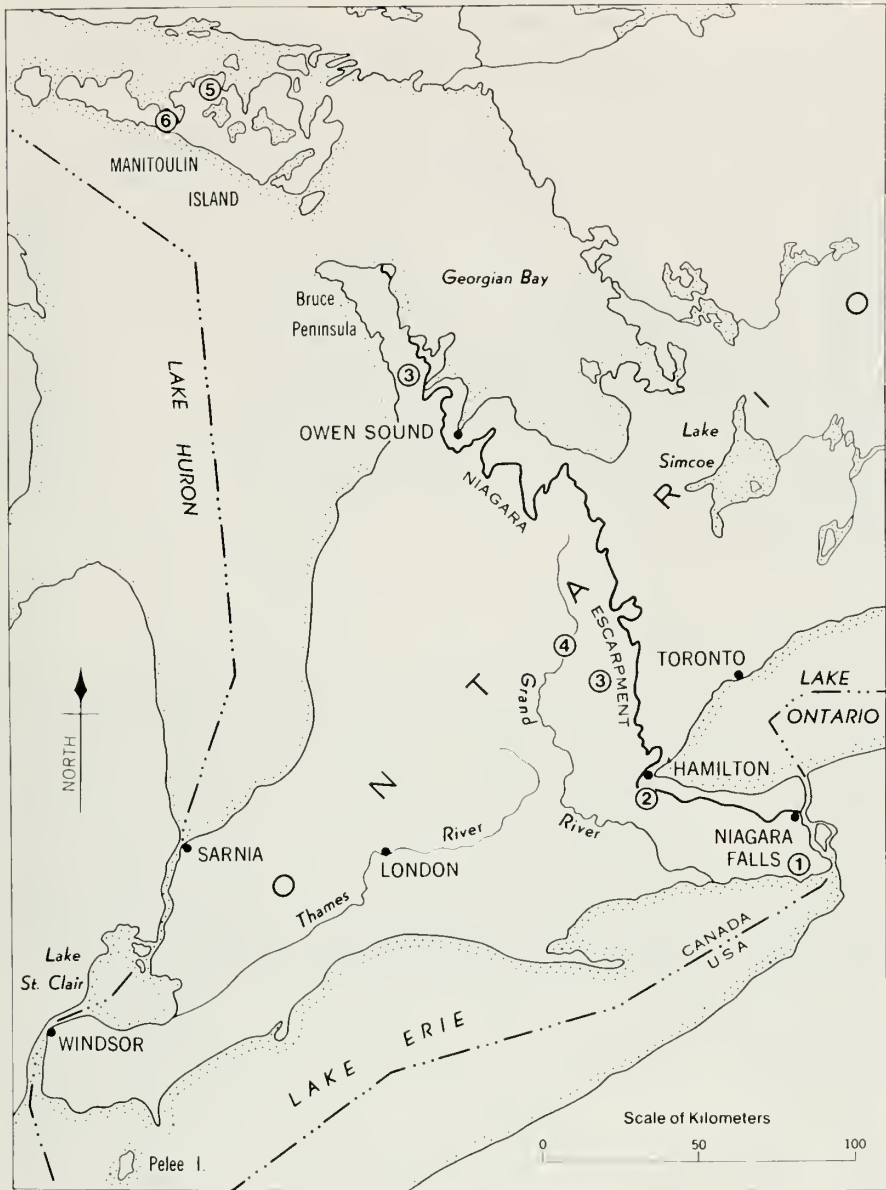 ⑤
⑥
MANITOULIN
ISLAND
Georgian Bay
Bruce
Peninsula
O
③
LAKE HURON
OWEN SOUND
Lake
Simcoe
I
R
NIAGARA
A
ESCARPMENT
④
③
T
Grand
TORONTO
LAKE
ONTARIO
NORTH
N
HAMILTON
②
River
River
NIAGARA
FALLS
①
SARNIA
LONDON
O
Thames
CANADA
USA
Lake
St. Clair
WINDSOR
LAKE ERIE
Scale of Kilometers
0 50 100
Pelee I.